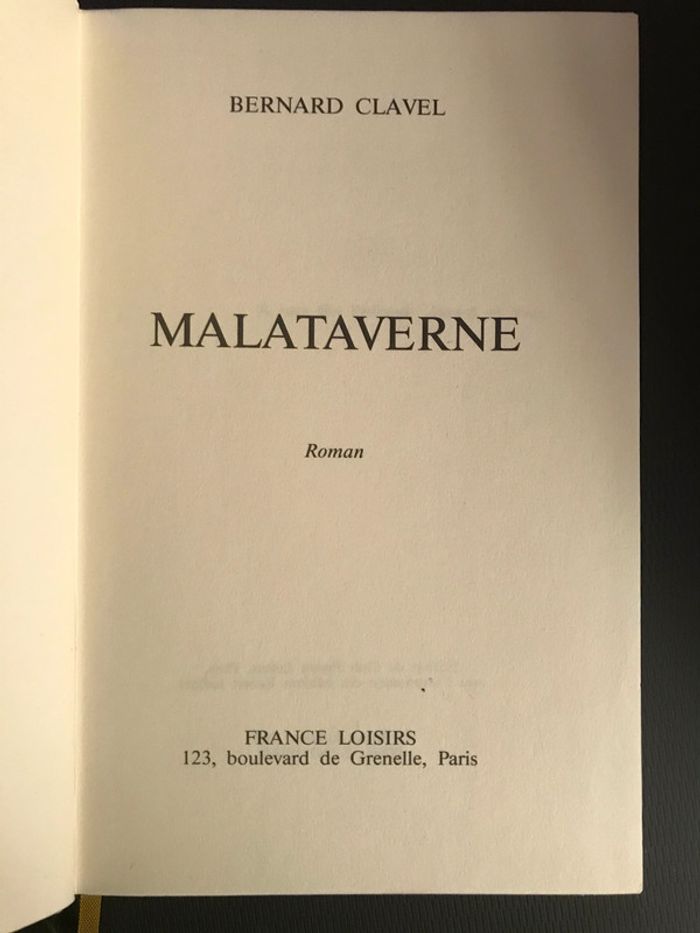 BERNARD CLAVEL
MALATAVERNE
Roman
FRANCE LOISIRS
123, boulevard de Grenelle, Paris